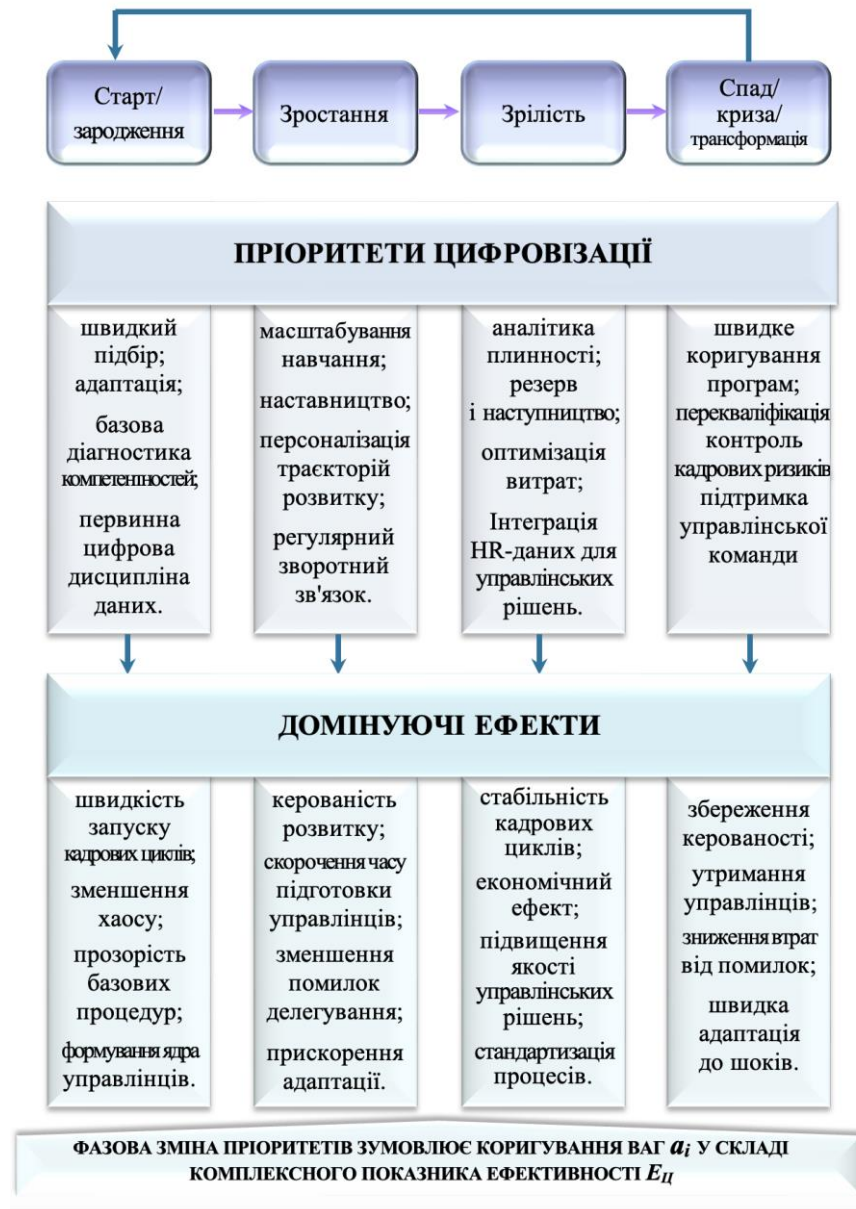 Старт/
зародження
Зростання
Зрілість
Спад/
криза/
трансформація
ПРІОРИТЕТИ ЦИФРОВІЗАЦІЇ
швидкий
підбір;
адаптація;
базова
діагностика
компетентностей;
первинна
цифрова
дисципліна
даних.
масштабування
навчання;
наставництво;
персоналізація
траєкторій
розвитку;
регулярний
зворотний
зв'язок.
аналітика
плинності;
резерв
і наступництво;
оптимізація
витрат;
Інтеграція
HR-даних для
управлінських
рішень.
швидке
коригування
програм;
перекваліфікація
контроль
кадрових ризиків
підтримка
управлінської
команди
ДОМІНУЮЧІ ЕФЕКТИ
швидкість
запуску
кадрових циклів;
зменшення
хаосу;
прозорість
базових
процедур;
формування ядра
управлінців.
керованість
розвитку;
скорочення часу
підготовки
управлінців;
зменшення
помилок
делегування;
прискорення
адаптації.
стабільність
кадрових
циклів;
економічний
ефект;
підвищення
якості
управлінських
рішень;
стандартизація
процесів.
збереження
керованості;
утримання
управлінців;
зниження втрат
від помилок;
швидка
адаптація
до шоків.
ФАЗОВА ЗМІНА ПРІОРИТЕТІВ ЗУМОВЛЮЄ КОРИГУВАННЯ ВАГ aᵢ У СКЛАДІ
КОМПЛЕКСНОГО ПОКАЗНИКА ЕФЕКТИВНОСТІ EЦ